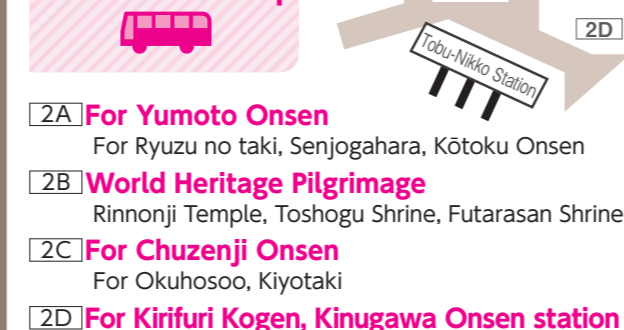 2D
Tobu-Nikko Station
2A For Yumoto Onsen
For Ryuzu no taki, Senjogahara, Kōtoku Onsen
2B World Heritage Pilgrimage
Rinnonji Temple, Toshogu Shrine, Futarasan Shrine
2C For Chuzenji Onsen
For Okuhosoo, Kiyotaki
2D For Kirifuri Kogen, Kinugawa Onsen station